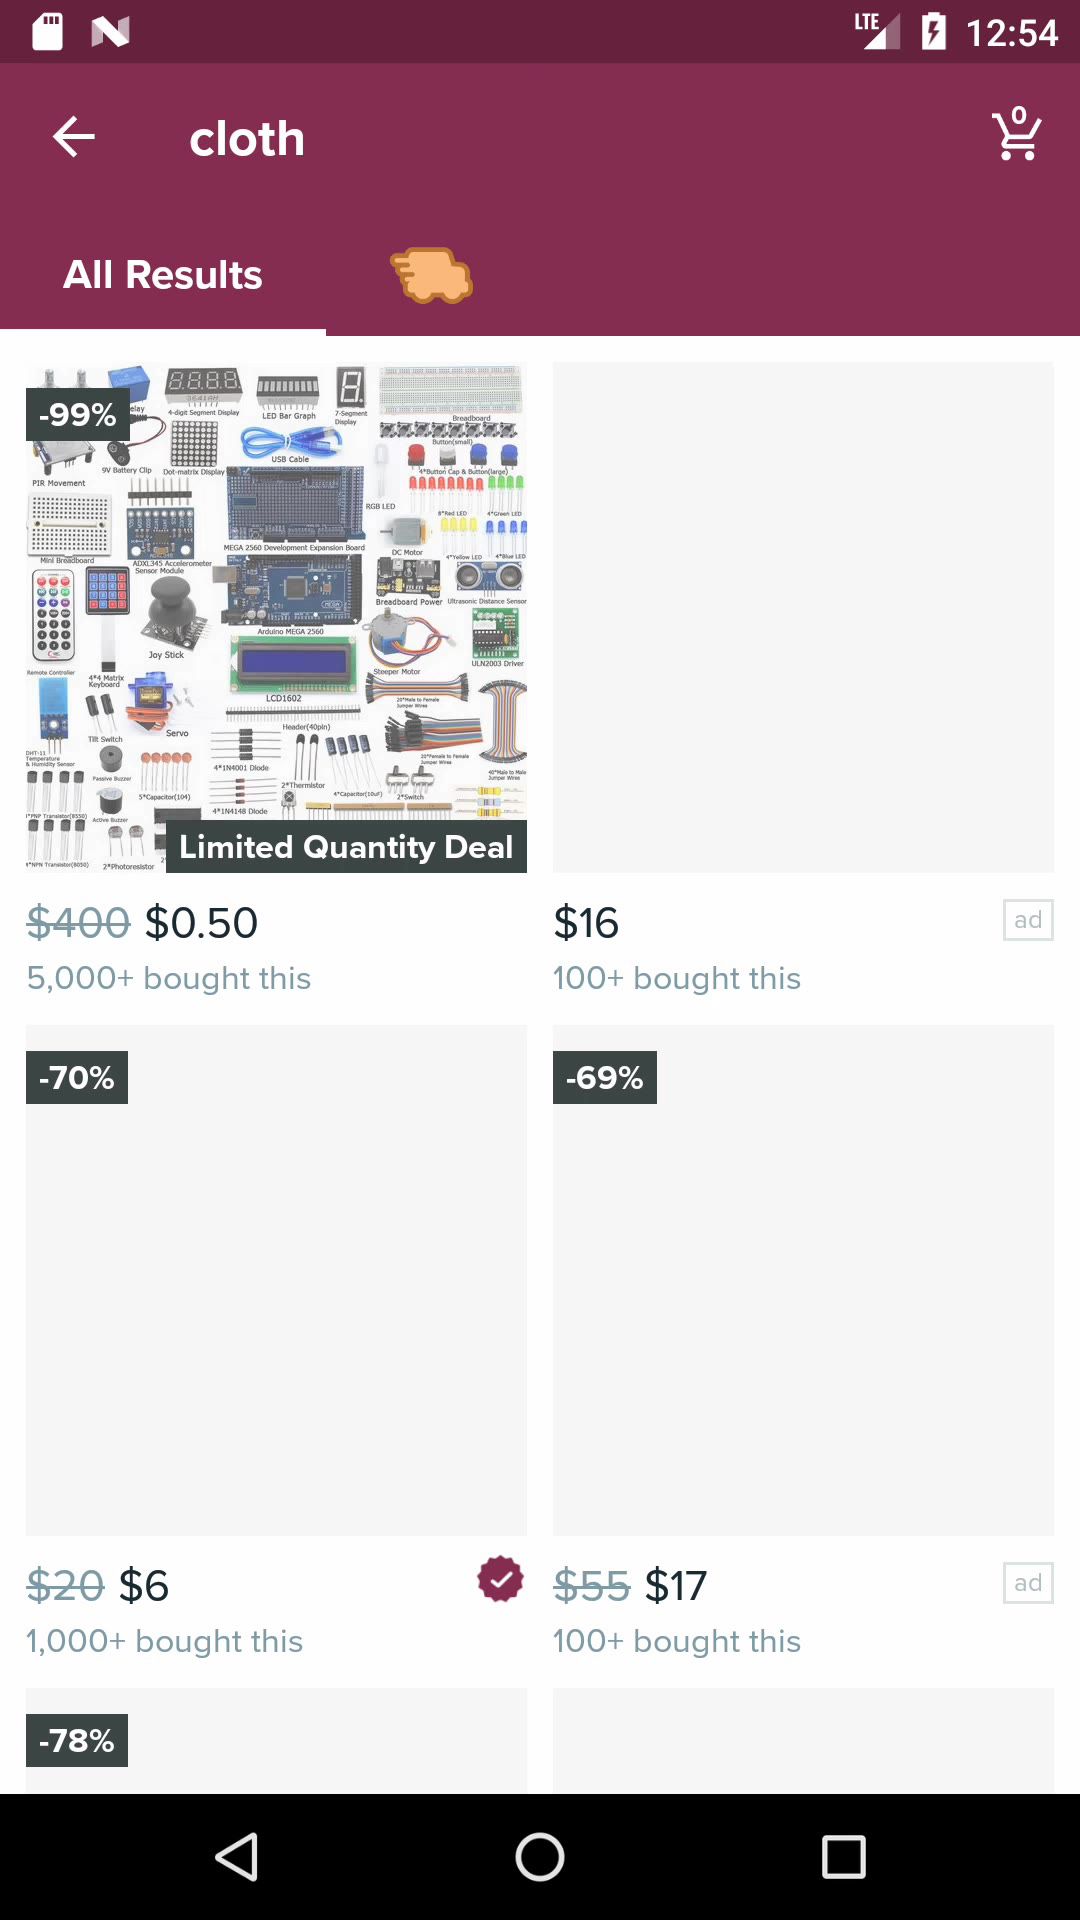 LTE 12:54
cloth
0
All Results
-99%
elay
4-digit Segment Display
LED Bar Graph
7-Segment
Display
Breadboard
Button(small)
9V Battery Clip
Dot-matrix Display
USB Cable
4*Button Cap & Button(large)
PIR Movement
RGB LED
8*Red LED
4*Green LED
MEGA 2560 Development Expansion Board
DC Motor
4*Yellow LED
4*Blue LED
Mini Breadboard
ADXL345 Accelerometer
Sensor Module
Breadboard Power
Ultrasonic Distance Sensor
Arduino MEGA 2560
Joy Stick
ULN2003 Driver
Remote Controller
4*4 Matrix
Keyboard
Steeper Motor
LCD1602
20*Male to Female
Jumper Wires
Header(40pin)
Tilt Switch
Servo
DHT-11
Temperature
& Humidity Sensor
Passive Buzzer
4*1N4001 Diode
20*Female to Female
Jumper Wires
40*Male to Male
Jumper Wires
2*Thermistor
5*Capacitor(104)
4*Capacitor(10uF)
2*Switch
4*1N4148 Diode
*PNP Transistor(8550)
Active Buzzer
*NPN Transistor(8050)
2*Photoresistor
Limited Quantity Deal
$400 $0.50
5,000+ bought this
$16
ad
100+ bought this
-70%
-69%
$20 $6
1,000+ bought this
$55 $17
ad
100+ bought this
-78%